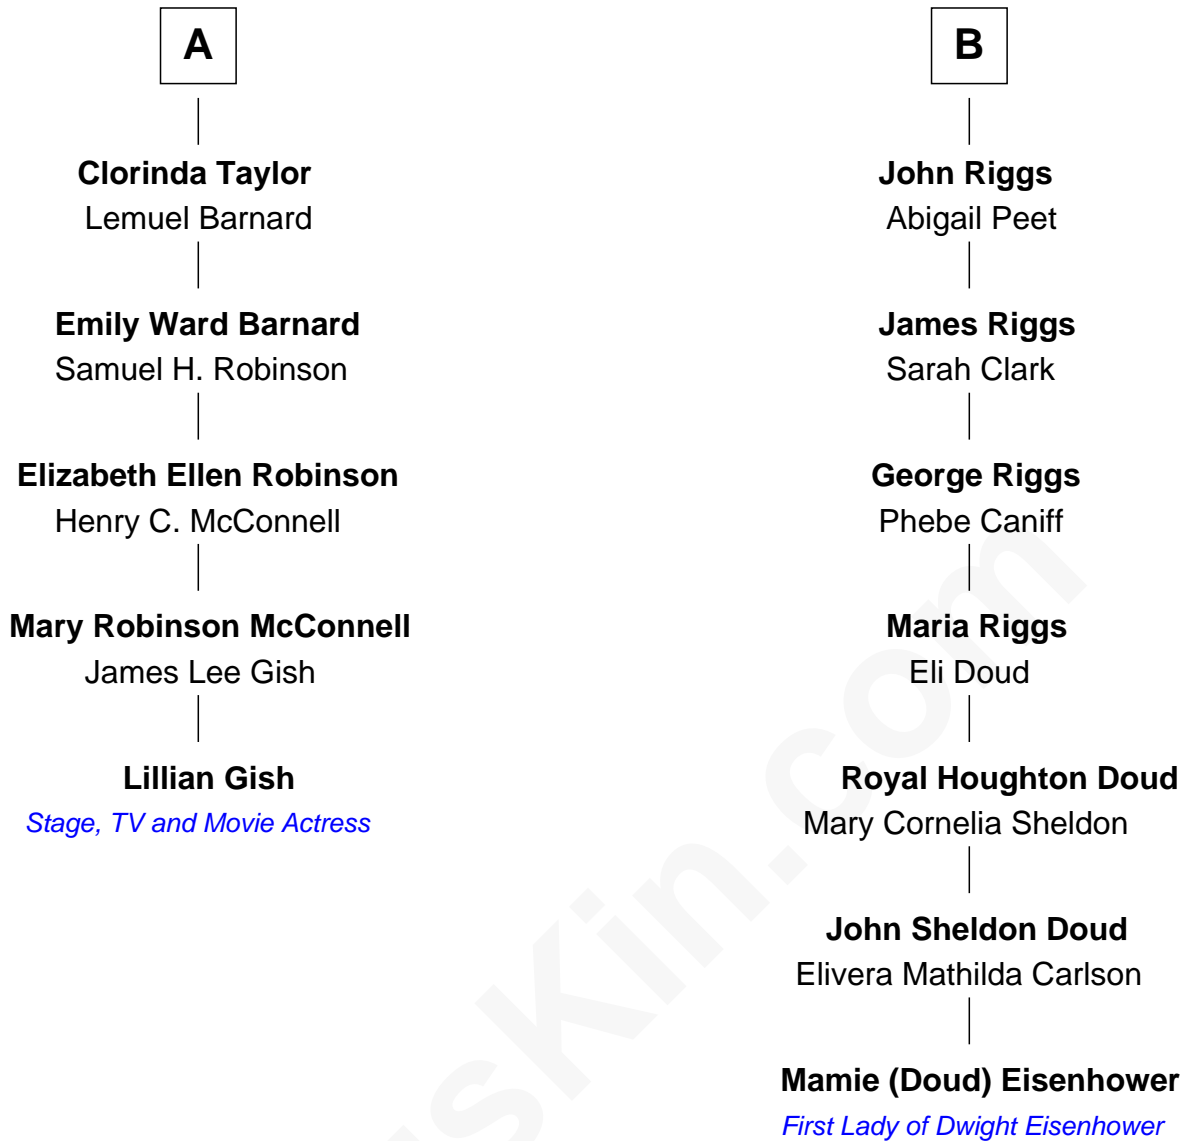 A
Clorinda Taylor
Lemuel Barnard
Emily Ward Barnard
Samuel H. Robinson
Elizabeth Ellen Robinson
Henry C. McConnell
Mary Robinson McConnell
James Lee Gish
Lillian Gish
Stage, TV and Movie Actress
B
John Riggs
Abigail Peet
James Riggs
Sarah Clark
George Riggs
Phebe Caniff
Maria Riggs
Eli Doud
Royal Houghton Doud
Mary Cornelia Sheldon
John Sheldon Doud
Elivera Mathilda Carlson
Mamie (Doud) Eisenhower
First Lady of Dwight Eisenhower